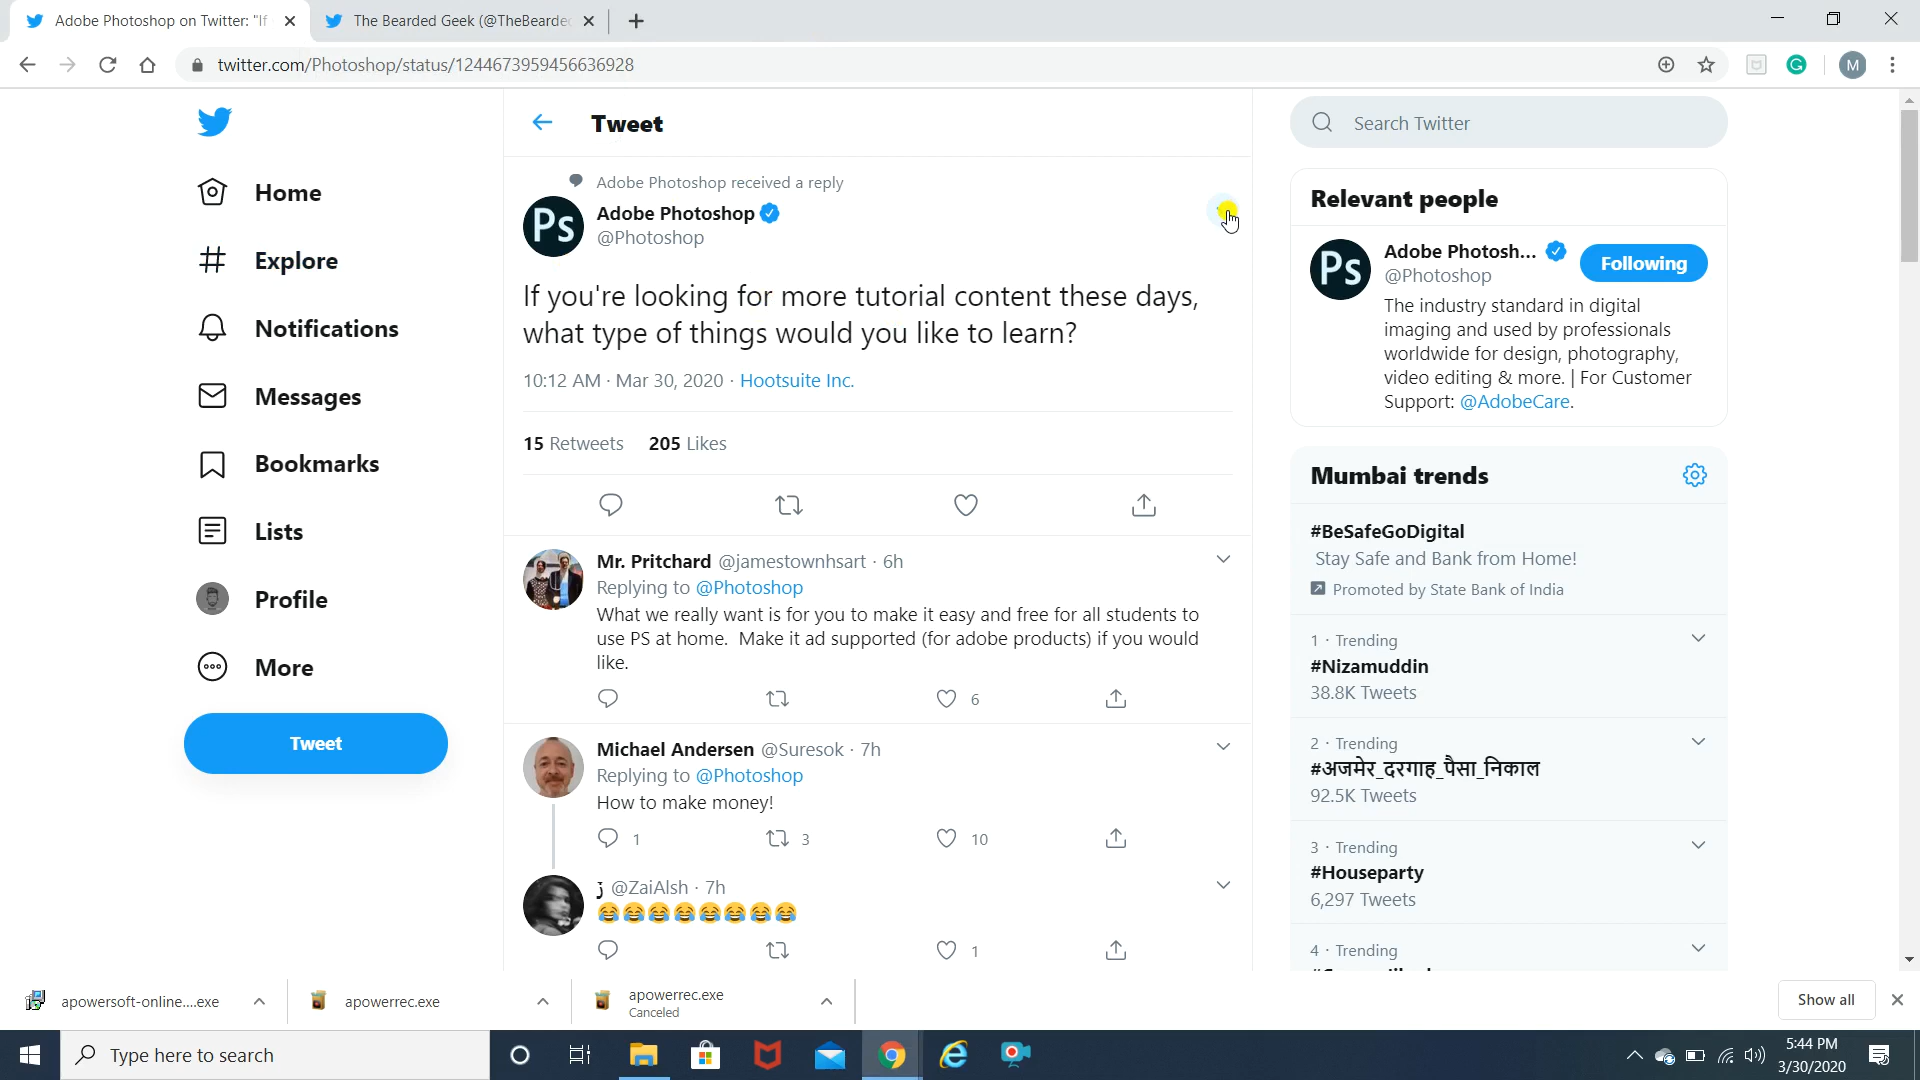 Adobe Photoshop on Twitter: "If
The Bearded Geek (@TheBearded
twitter.com/Photoshop/status/1244673959456636928
M
Home
Explore
Notifications
Messages
Bookmarks
Lists
Profile
More
Tweet
Tweet
Adobe Photoshop received a reply
Ps
Adobe Photoshop
@Photoshop
If you're looking for more tutorial content these days,
what type of things would you like to learn?
10:12 AM · Mar 30, 2020 · Hootsuite Inc.
15 Retweets 205 Likes
Mr. Pritchard @jamestownhsart · 6h
Replying to @Photoshop
What we really want is for you to make it easy and free for all students to
use PS at home. Make it ad supported (for adobe products) if you would
like.
6
Michael Andersen @Suresok · 7h
Replying to @Photoshop
How to make money!
1 3 10
@ZaiAlsh · 7h
😂😂😂😂😂😂😂😂
1
Search Twitter
Relevant people
Ps
Adobe Photosh...
@Photoshop
Following
The industry standard in digital
imaging and used by professionals
worldwide for design, photography,
video editing & more. | For Customer
Support: @AdobeCare.
Mumbai trends
#BeSafeGoDigital
Stay Safe and Bank from Home!
Promoted by State Bank of India
1 · Trending
#Nizamuddin
38.8K Tweets
2 · Trending
#अजमेर_दरगाह_पैसा_निकाल
92.5K Tweets
3 · Trending
#Houseparty
6,297 Tweets
4 · Trending
apowersoft-online....exe
apowerrec.exe
apowerrec.exe
Canceled
Show all
Type here to search
5:44 PM
3/30/2020